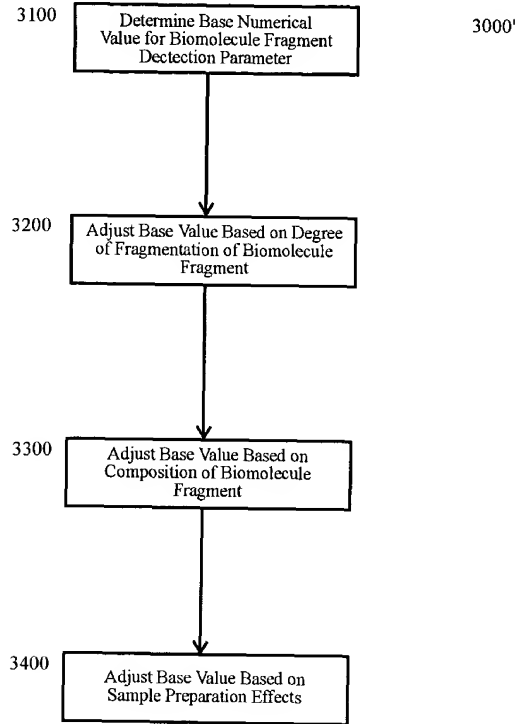 3100
Determine Base Numerical
Value for Biomolecule Fragment
Dectection Parameter
3000'
3200
Adjust Base Value Based on Degree
of Fragmentation of Biomolecule
Fragment
3300
Adjust Base Value Based on
Composition of Biomolecule
Fragment
3400
Adjust Base Value Based on
Sample Preparation Effects